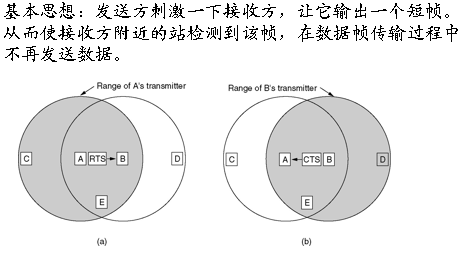 基本思想：发送方刺激一下接收方，让它输出一个短帧。
从而使接收方附近的站检测到该帧，在数据帧传输过程中
不再发送数据。
Range of A's transmitter
Range of B's transmitter
C
A
RTS
B
D
E
C
A
CTS
B
D
E
(a)
(b)